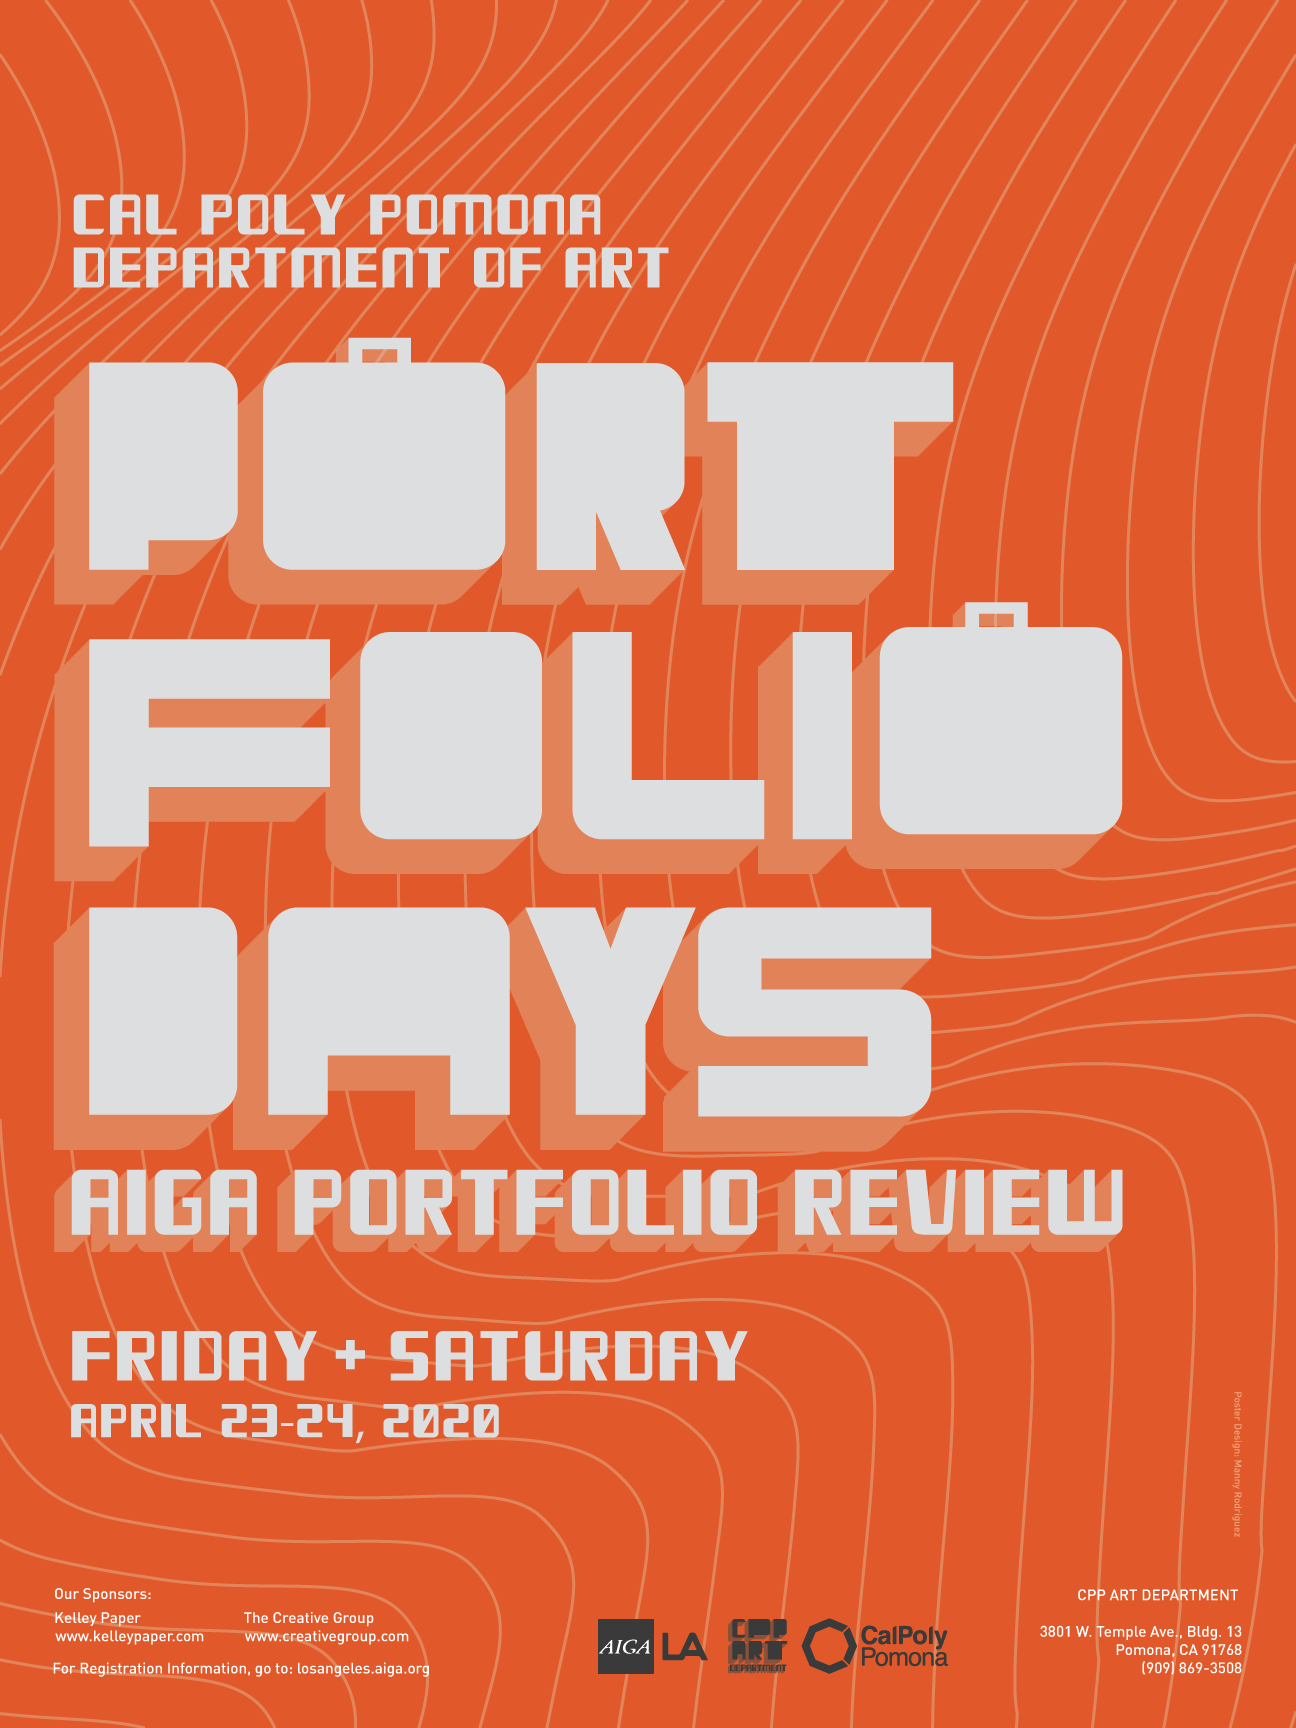 CAL POLY POMONA
DEPARTMENT OF ART
PORT
FOLIO
DAYS
AIGA PORTFOLIO REVIEW
FRIDAY + SATURDAY
APRIL 23-24, 2020
Poster Design: Manny Rodriguez
Our Sponsors:
Kelley Paper
www.kelleypaper.com
The Creative Group
www.creativegroup.com
For Registration Information, go to: losangeles.aiga.org
AIGA LA
CPP
ART
DEPARTMENT
CalPoly
Pomona
CPP ART DEPARTMENT
3801 W. Temple Ave., Bldg. 13
Pomona, CA 91768
(909) 869-3508